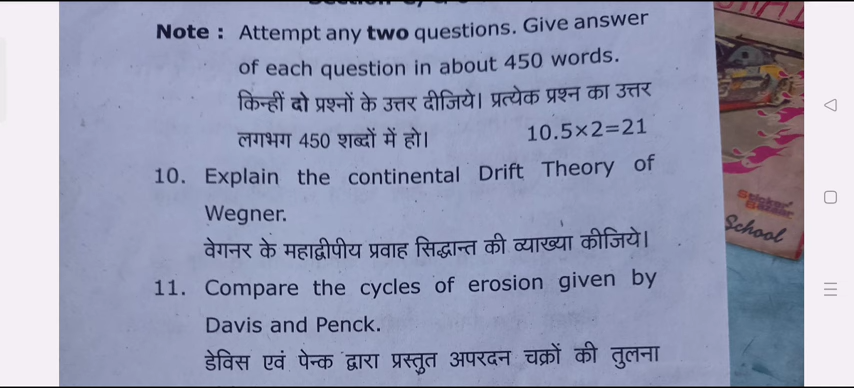 Note : Attempt any two questions. Give answer
of each question in about 450 words.
किन्हीं दो प्रश्नों के उत्तर दीजिये। प्रत्येक प्रश्न का उत्तर
लगभग 450 शब्दों में हो। 10.5×2=21
10. Explain the continental Drift Theory of
Wegner.
वेगनर के महाद्वीपीय प्रवाह सिद्धान्त की व्याख्या कीजिये।
11. Compare the cycles of erosion given by
Davis and Penck.
डेविस एवं पेन्क द्वारा प्रस्तुत अपरदन चक्रों की तुलना
Sticker
Bazaar
School